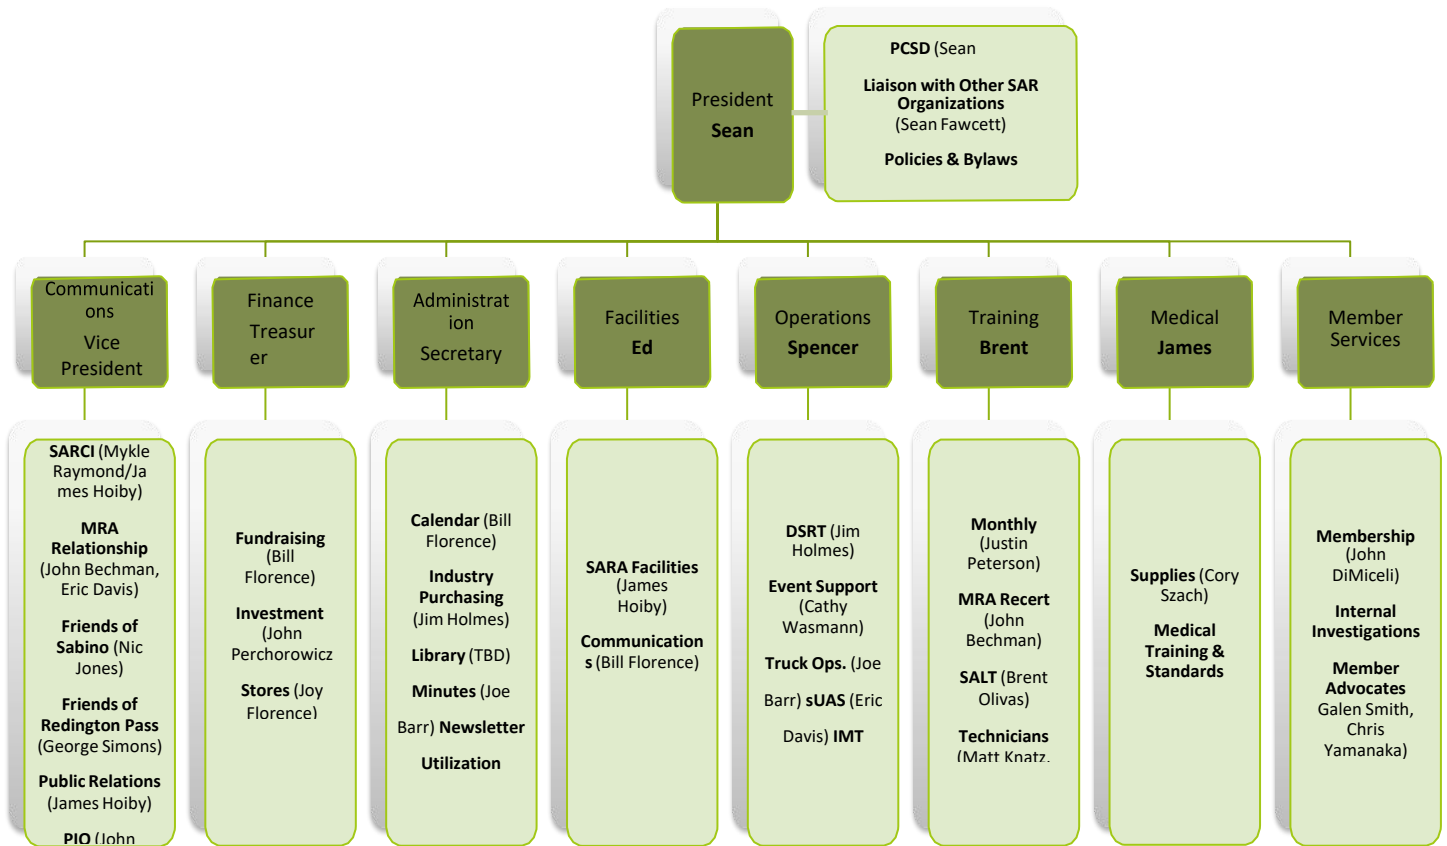 President
Sean
PCSD (Sean
Liaison with Other SAR
Organizations
(Sean Fawcett)
Policies & Bylaws
Communicati
ons
Vice
President
Finance
Treasur
er
Administrat
ion
Secretary
Facilities
Ed
Operations
Spencer
Training
Brent
Medical
James
Member
Services
SARCI (Mykle
Raymond/Ja
mes Hoiby)
MRA
Relationship
(John Bechman,
Eric Davis)
Friends of
Sabino (Nic
Jones)
Friends of
Redington Pass
(George Simons)
Public Relations
(James Hoiby)
PIO (John
Fundraising
(Bill
Florence)
Investment
(John
Perchorowicz
Stores (Joy
Florence)
Calendar (Bill
Florence)
Industry
Purchasing
(Jim Holmes)
Library (TBD)
Minutes (Joe
Barr) Newsletter
Utilization
SARA Facilities
(James
Hoiby)
Communication
s (Bill Florence)
DSRT (Jim
Holmes)
Event Support
(Cathy
Wasmann)
Truck Ops. (Joe
Barr) sUAS (Eric
Davis) IMT
Monthly
(Justin
Peterson)
MRA Recert
(John
Bechman)
SALT (Brent
Olivas)
Technicians
(Matt Knatz,
Supplies (Cory
Szach)
Medical
Training &
Standards
Membership
(John
DiMiceli)
Internal
Investigations
Member
Advocates
Galen Smith,
Chris
Yamanaka)